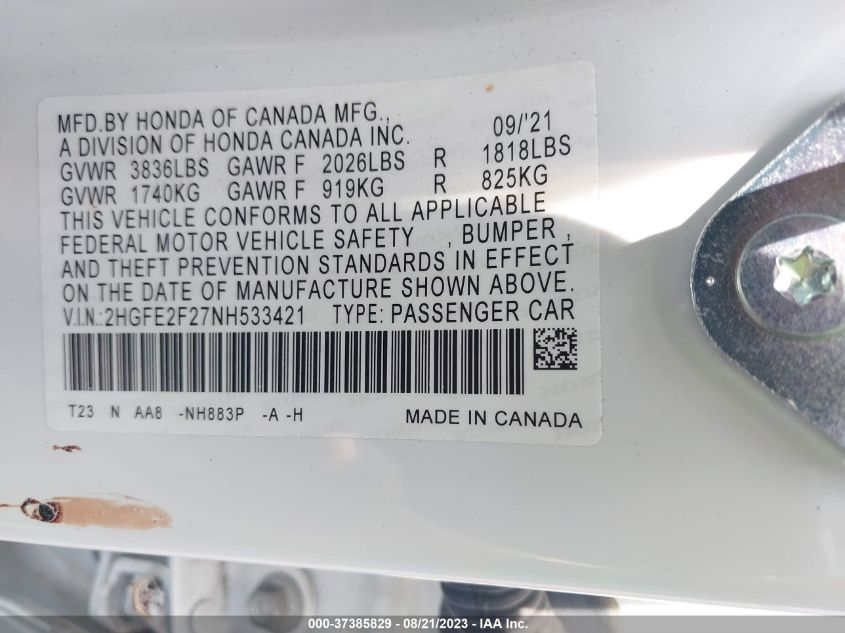 MFD.BY HONDA OF CANADA MFG.,
A DIVISION OF HONDA CANADA INC. 09/'21
GVWR 3836LBS GAWR F 2026LBS R 1818LBS
GVWR 1740KG GAWR F 919KG R 825KG
THIS VEHICLE CONFORMS TO ALL APPLICABLE
FEDERAL MOTOR VEHICLE SAFETY , BUMPER ,
AND THEFT PREVENTION STANDARDS IN EFFECT
ON THE DATE OF MANUFACTURE SHOWN ABOVE.
V.I.N.:2HGFE2F27NH533421 TYPE: PASSENGER CAR
T23 N AA8 -NH883P -A -H MADE IN CANADA
000-37385829 - 08/21/2023 - IAA Inc.